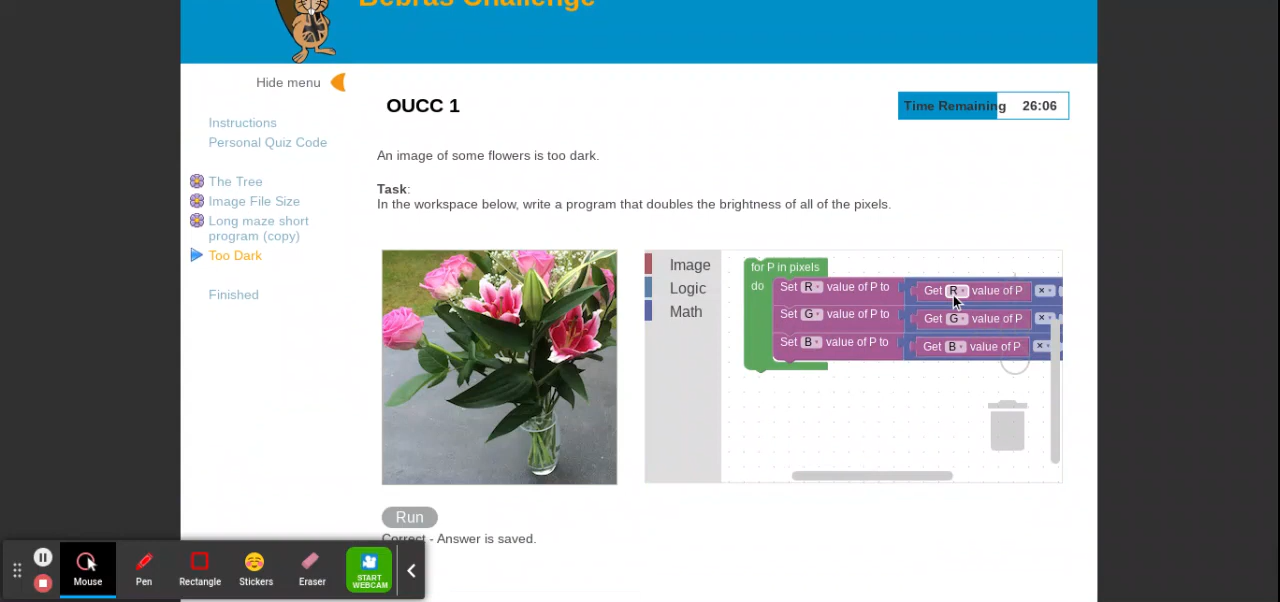 Bebras Challenge
Hide menu
OUCC 1
Time Remaining 26:06
Instructions
Personal Quiz Code
An image of some flowers is too dark.
The Tree
Image File Size
Long maze short
program (copy)
Too Dark
Finished
Task:
In the workspace below, write a program that doubles the brightness of all of the pixels.
Image
Logic
Math
for P in pixels
do
Set R value of P to Get R value of P ×
Set G value of P to Get G value of P ×
Set B value of P to Get B value of P ×
Run
Correct - Answer is saved.
Mouse
Pen
Rectangle
Stickers
Eraser
START
WEBCAM